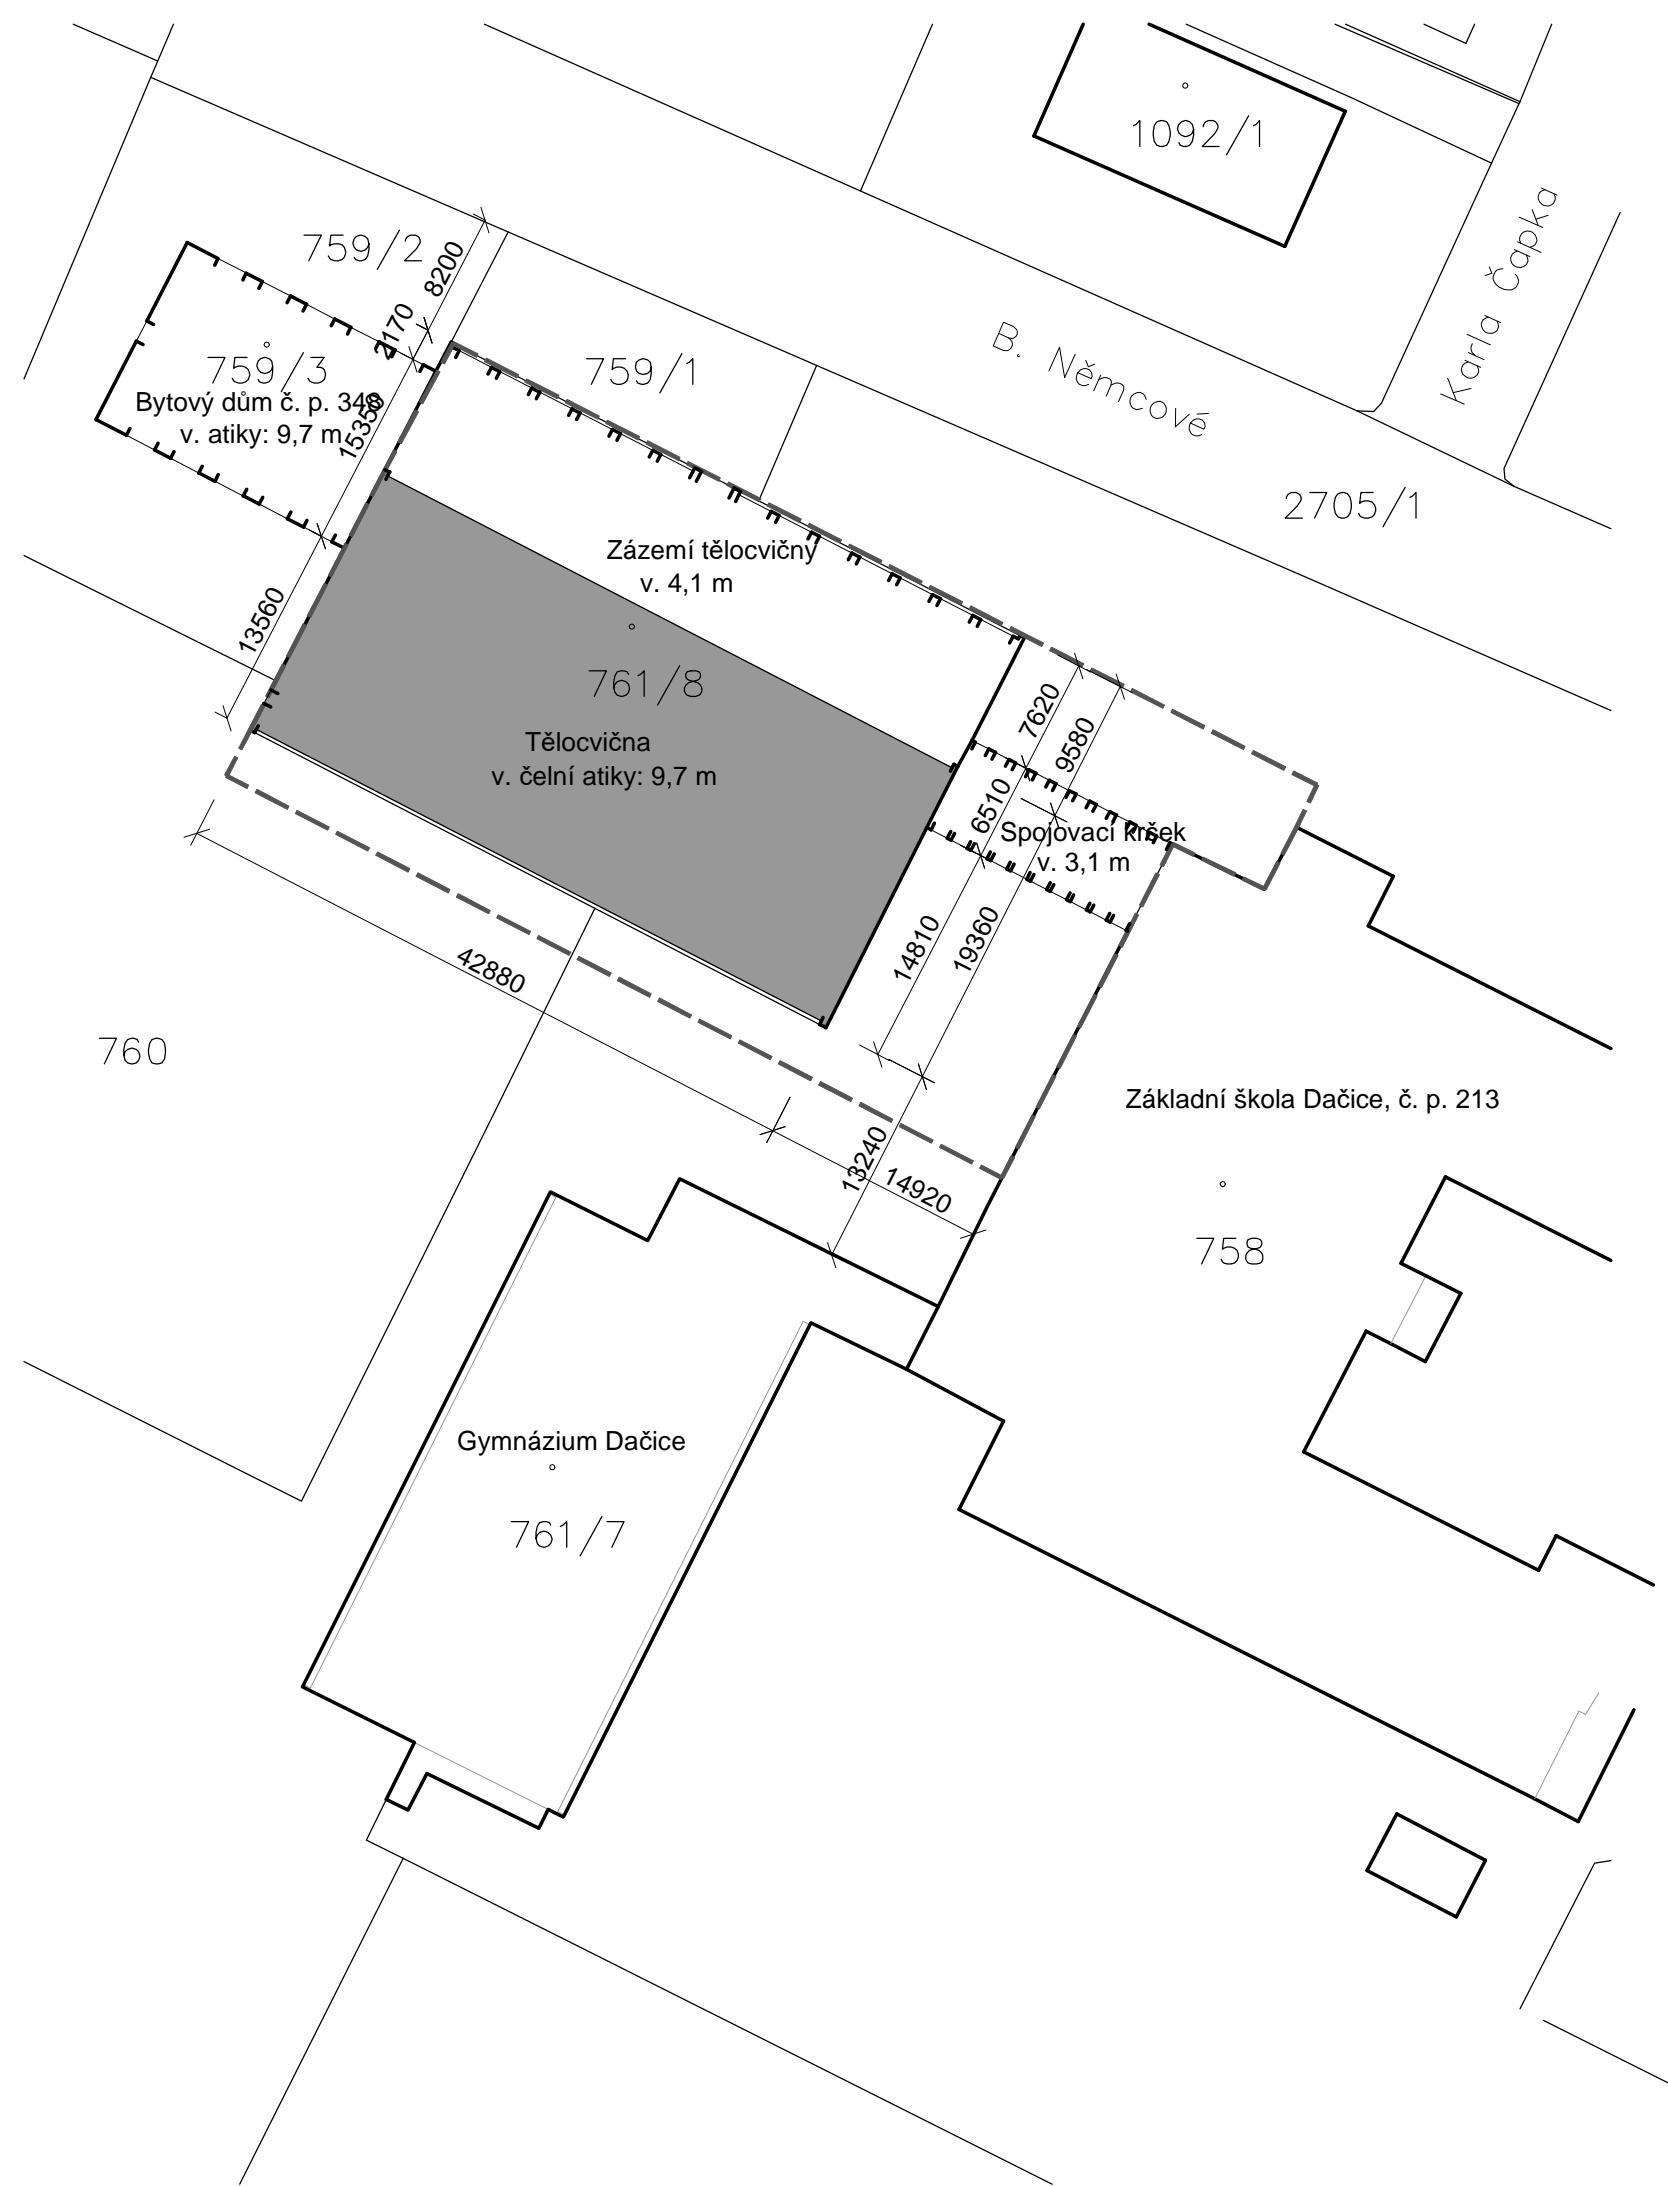 1092/1
Karla Čapka
759/2
8200
2170
759/3
Bytový dům č. p. 348
v. atiky: 9,7 m
15350
759/1
B. Němcové
2705/1
Zázemí tělocvičny
v. 4,1 m
13560
761/8
7620
9580
Tělocvična
v. čelní atiky: 9,7 m
6510
Spojovací krček
v. 3,1 m
14810
19360
42880
760
Základní škola Dačice, č. p. 213
13240
14920
758
Gymnázium Dačice
761/7